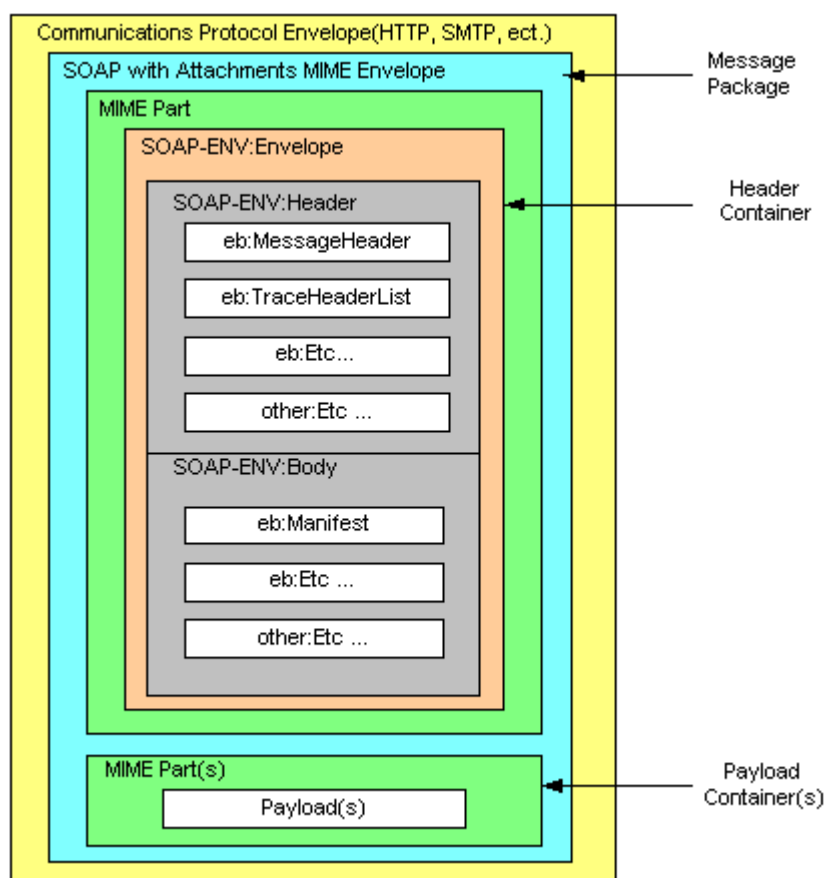 Communications Protocol Envelope(HTTP, SMTP, ect.)
SOAP with Attachments MIME Envelope
Message
Package
MIME Part
SOAP-ENV:Envelope
SOAP-ENV:Header
Header
Container
eb:MessageHeader
eb:TraceHeaderList
eb:Etc...
other:Etc ...
SOAP-ENV:Body
eb:Manifest
eb:Etc ...
other:Etc ...
MIME Part(s)
Payload(s)
Payload
Container(s)